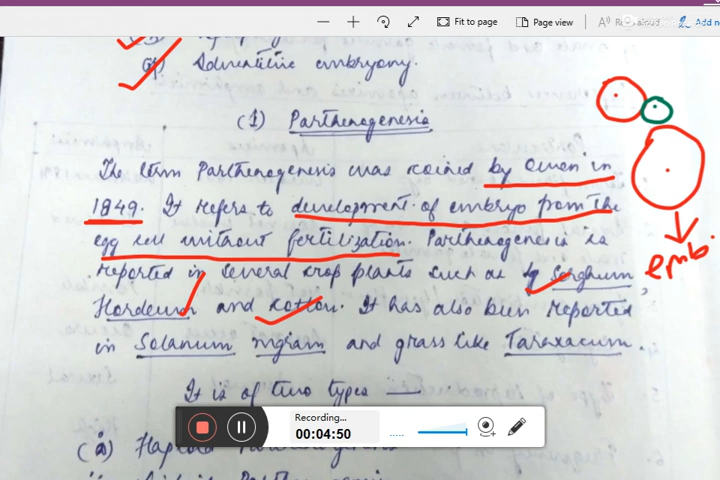 Fit to page
Page view
Adventive embryony.
(1) Parthenogenesis
The term Parthenogenesis was coined by Owen in
1849. It refers to development of embryo from the
egg cell without fertilization. Parthenogenesis is
reported in several crop plants such as Sorghum,
Hordeum and Cotton. It has also been reported
in Solanum nigram and grass like Taraxacum.
It is of two types —
emb.
Recording...
00:04:50
(a) Haploid